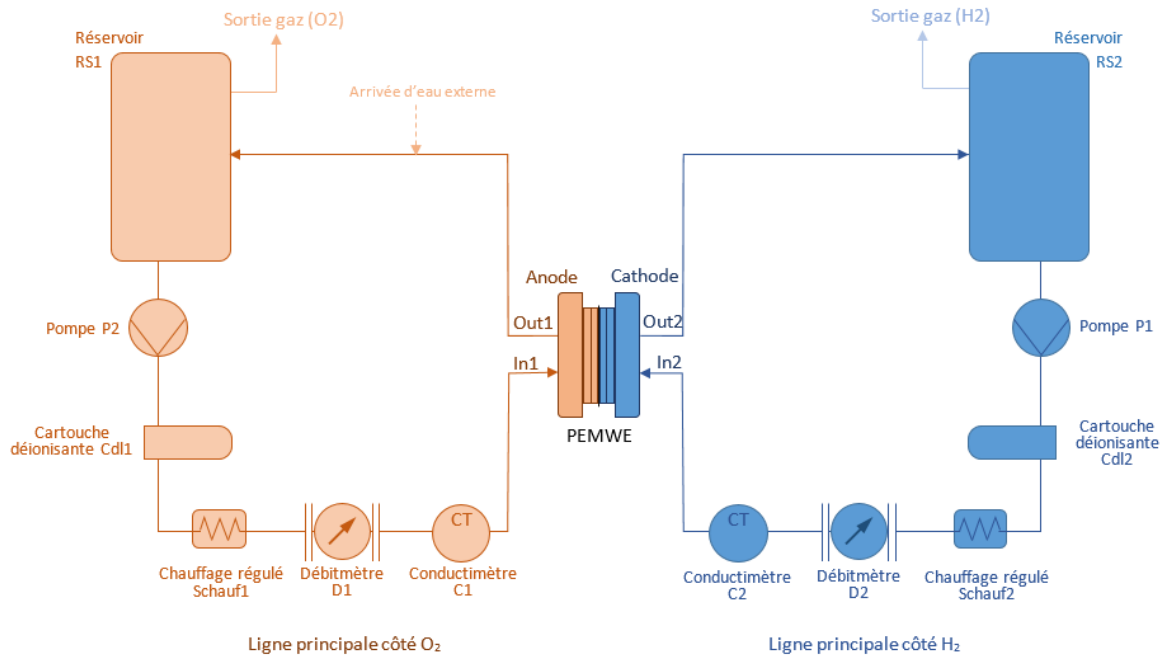 Sortie gaz (O2)
Sortie gaz (H2)
Réservoir
RS1
Réservoir
RS2
Arrivée d'eau externe
Anode
Cathode
Pompe P2
Out1
Out2
Pompe P1
In1
In2
PEMWE
Cartouche
déionisante Cdl1
Cartouche
déionisante
Cdl2
CT
CT
Chauffage régulé
Schauf1
Débitmètre
D1
Conductimètre
C1
Conductimètre
C2
Débitmètre
D2
Chauffage régulé
Schauf2
Ligne principale côté O₂
Ligne principale côté H₂